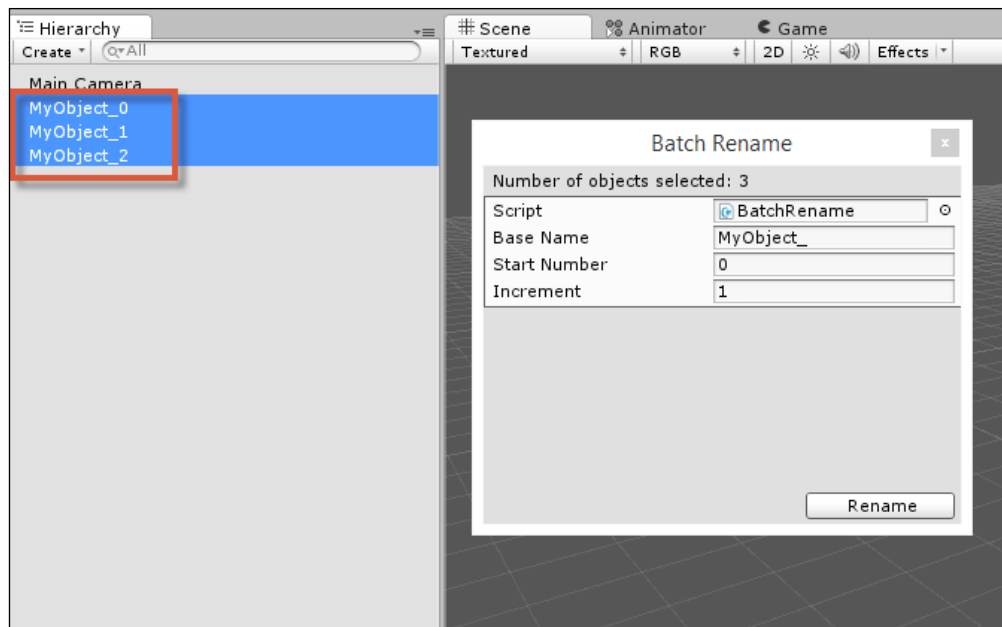 Hierarchy
Create All
Main Camera
MyObject_0
MyObject_1
MyObject_2
Scene Animator Game
Textured RGB 2D Effects
Batch Rename
x
Number of objects selected: 3
Script BatchRename
Base Name MyObject_
Start Number 0
Increment 1
Rename